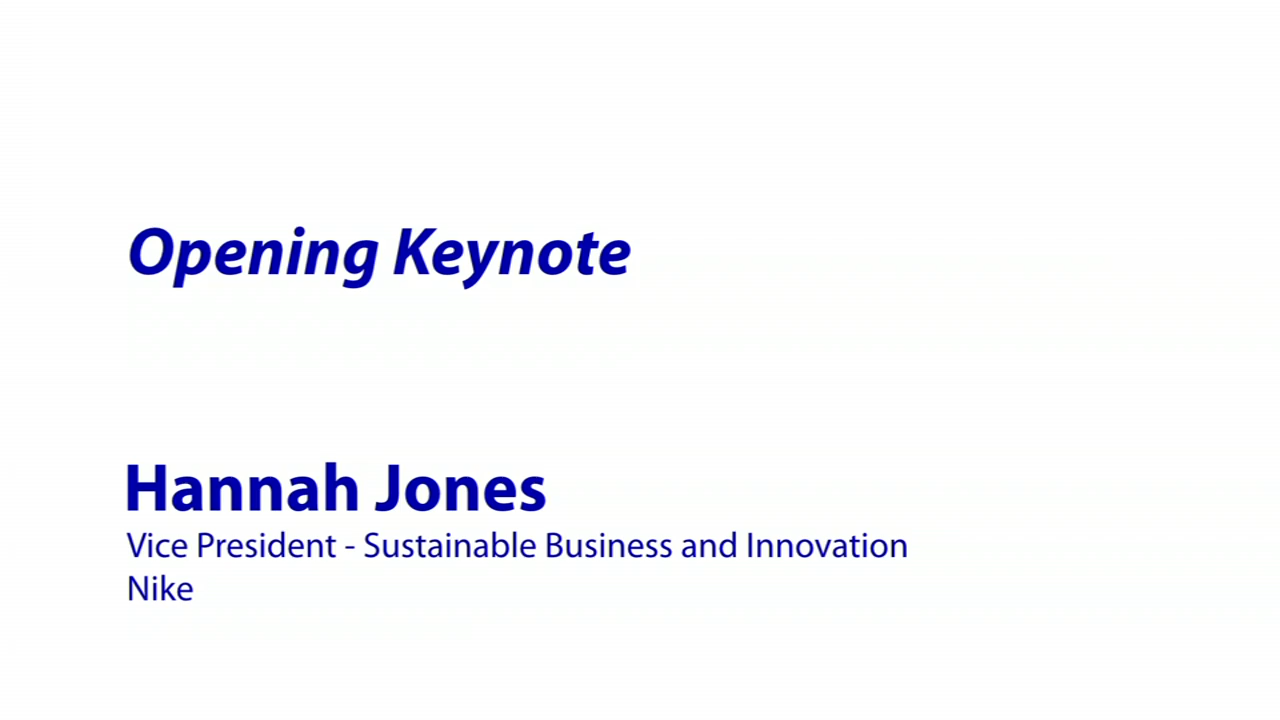 Opening Keynote
Hannah Jones
Vice President - Sustainable Business and Innovation
Nike